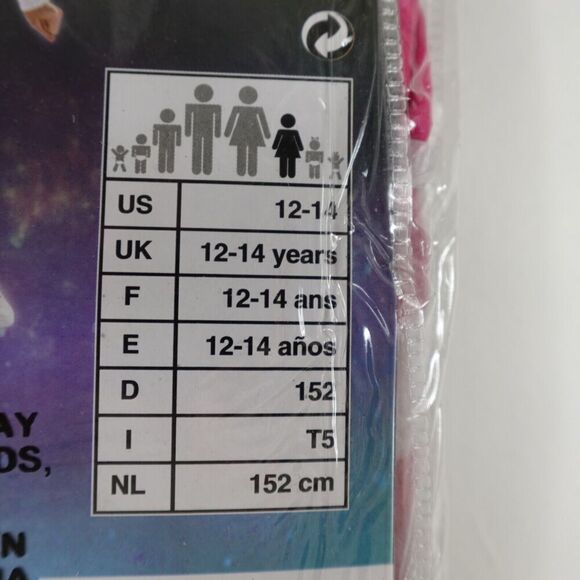 US 12-14
UK 12-14 years
F 12-14 ans
E 12-14 años
D 152
I T5
NL 152 cm
AY
DS,
N